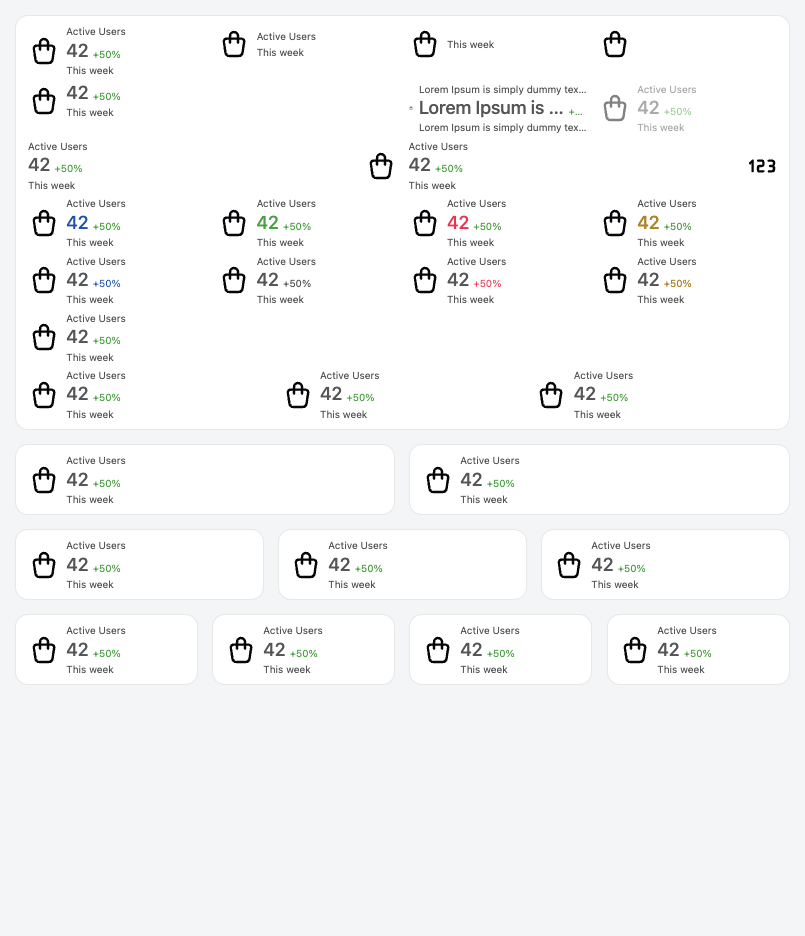 Active Users
42 +50%
This week
Active Users
This week
This week
42 +50%
This week
Lorem Ipsum is simply dummy tex...
Lorem Ipsum is ... +...
Lorem Ipsum is simply dummy tex...
Active Users
42 +50%
This week
Active Users
42 +50%
This week
Active Users
42 +50%
This week
123
Active Users
42 +50%
This week
Active Users
42 +50%
This week
Active Users
42 +50%
This week
Active Users
42 +50%
This week
Active Users
42 +50%
This week
Active Users
42 +50%
This week
Active Users
42 +50%
This week
Active Users
42 +50%
This week
Active Users
42 +50%
This week
Active Users
42 +50%
This week
Active Users
42 +50%
This week
Active Users
42 +50%
This week
Active Users
42 +50%
This week
Active Users
42 +50%
This week
Active Users
42 +50%
This week
Active Users
42 +50%
This week
Active Users
42 +50%
This week
Active Users
42 +50%
This week
Active Users
42 +50%
This week
Active Users
42 +50%
This week
Active Users
42 +50%
This week